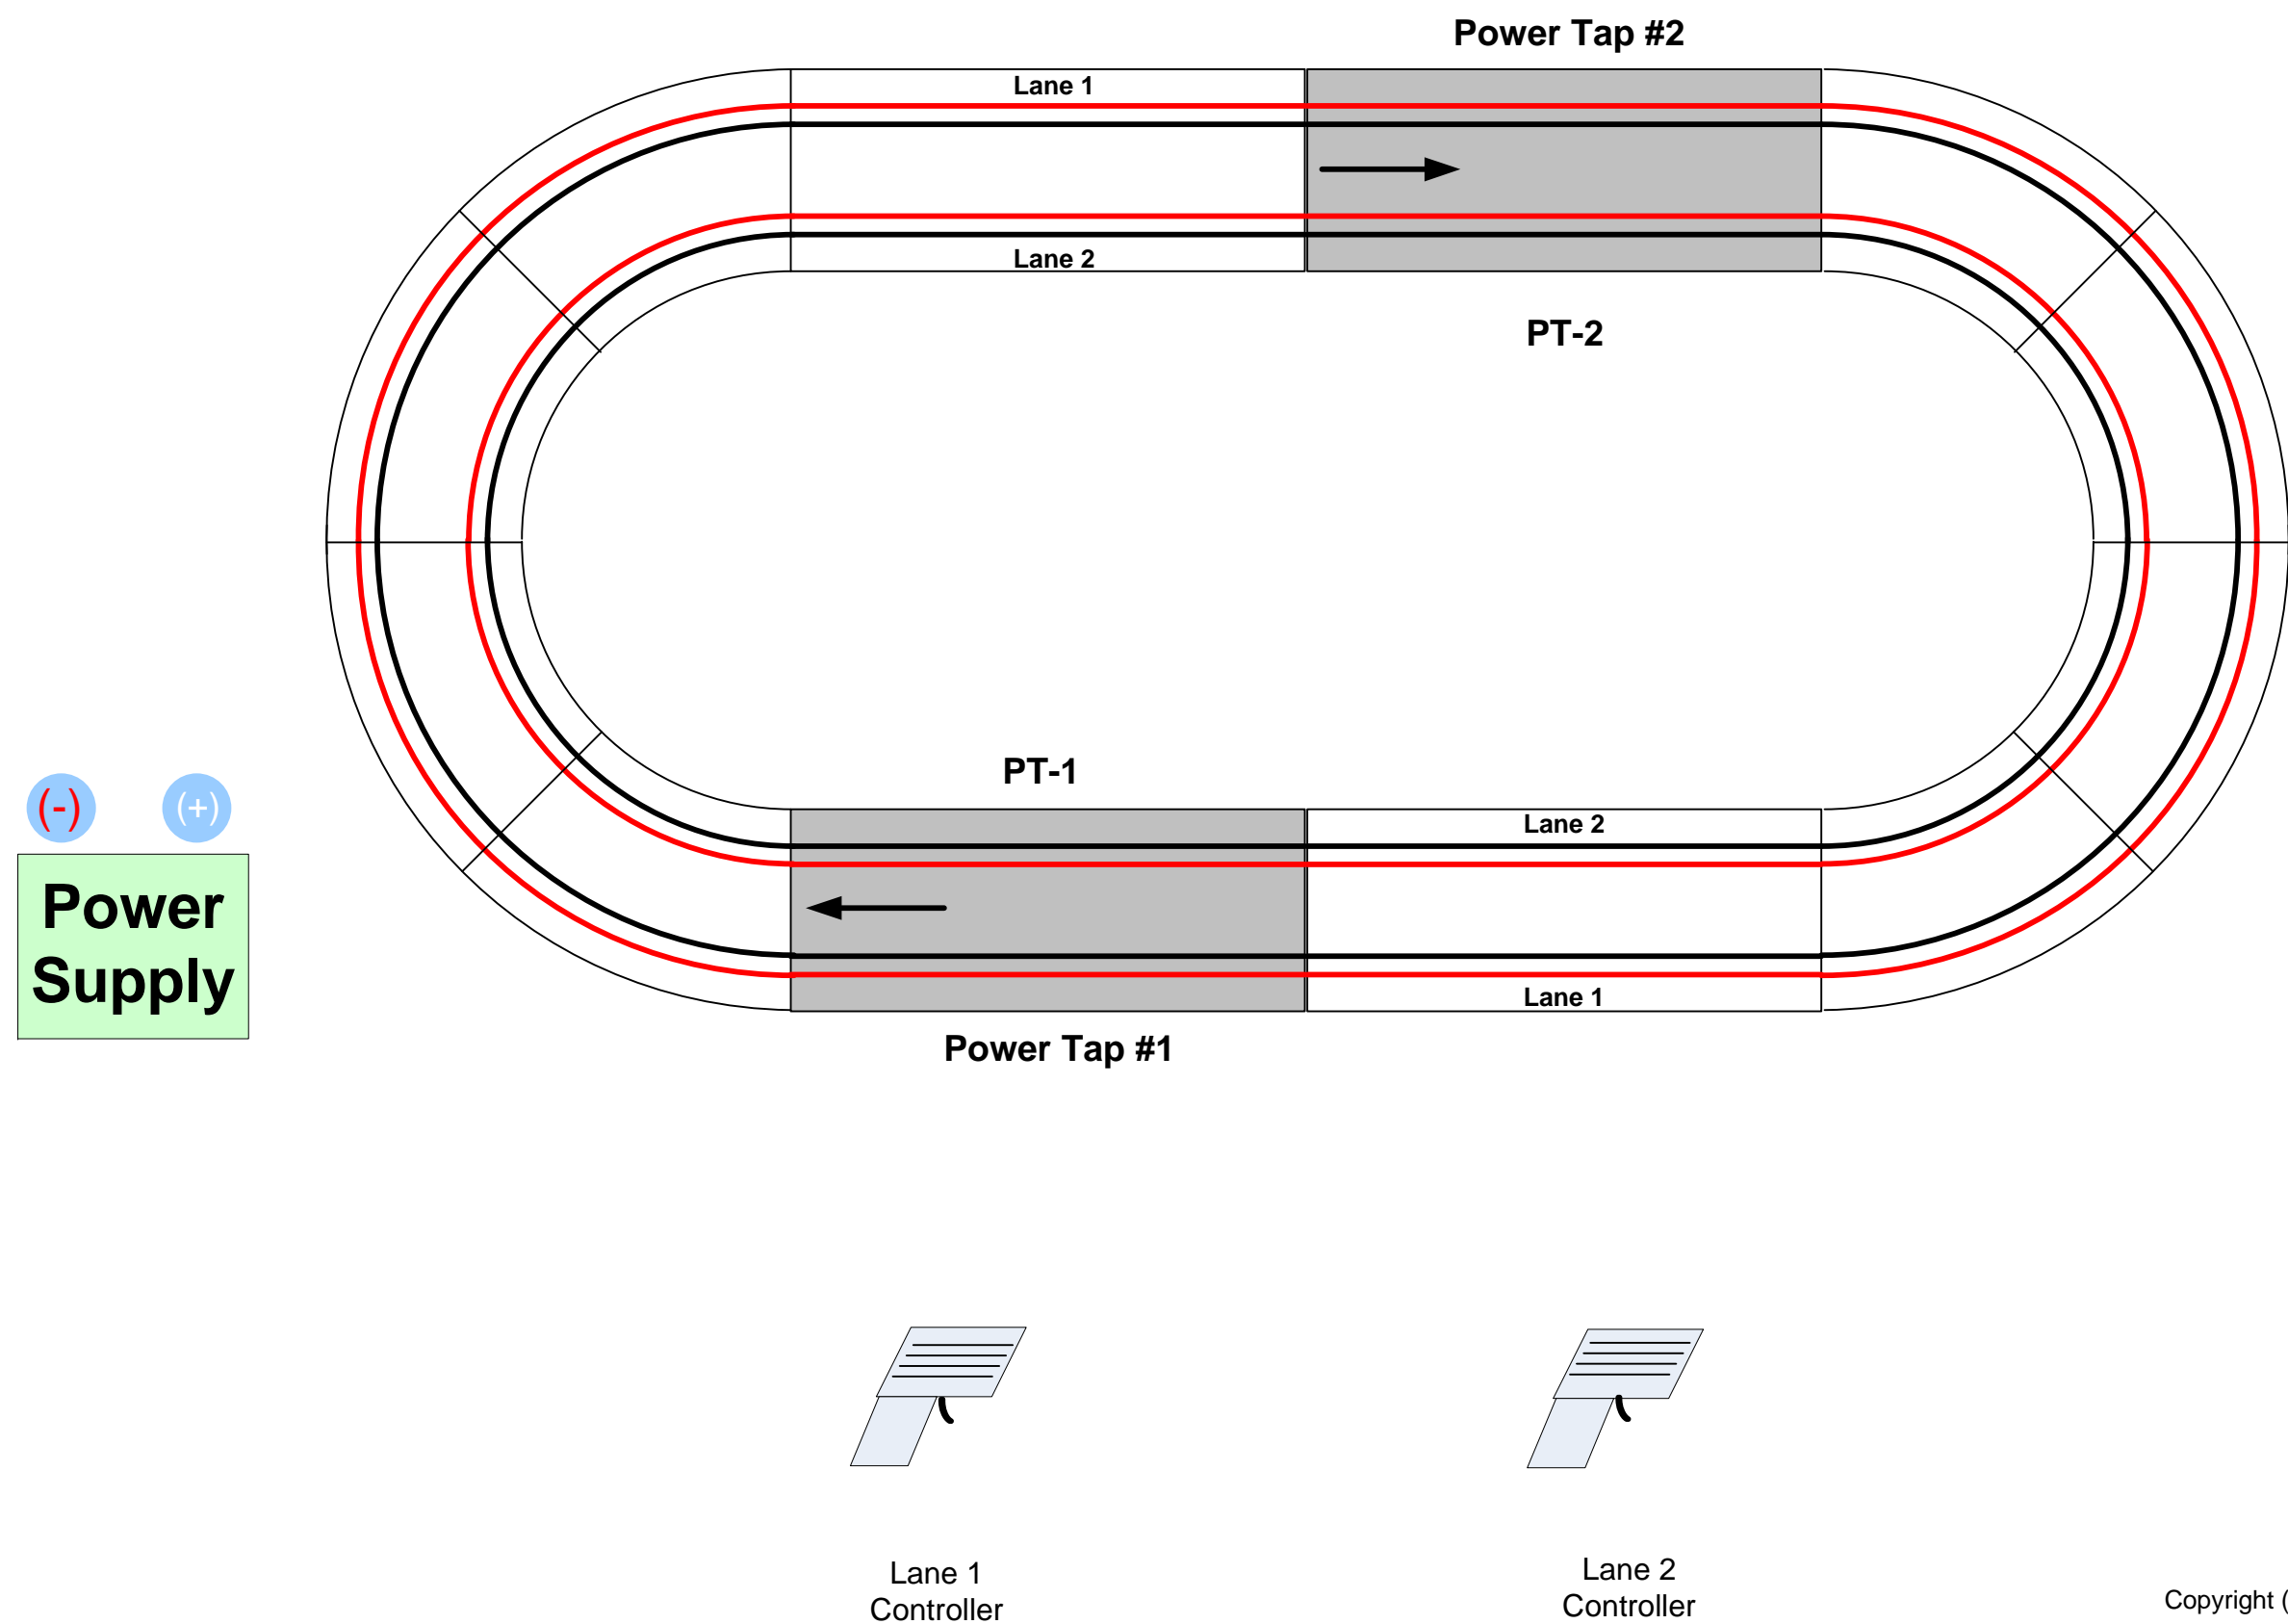 Power Tap #2
Lane 1
Lane 2
PT-2
PT-1
(-)
(+)
Lane 2
Power
Supply
Lane 1
Power Tap #1
Lane 1
Controller
Lane 2
Controller
Copyright (